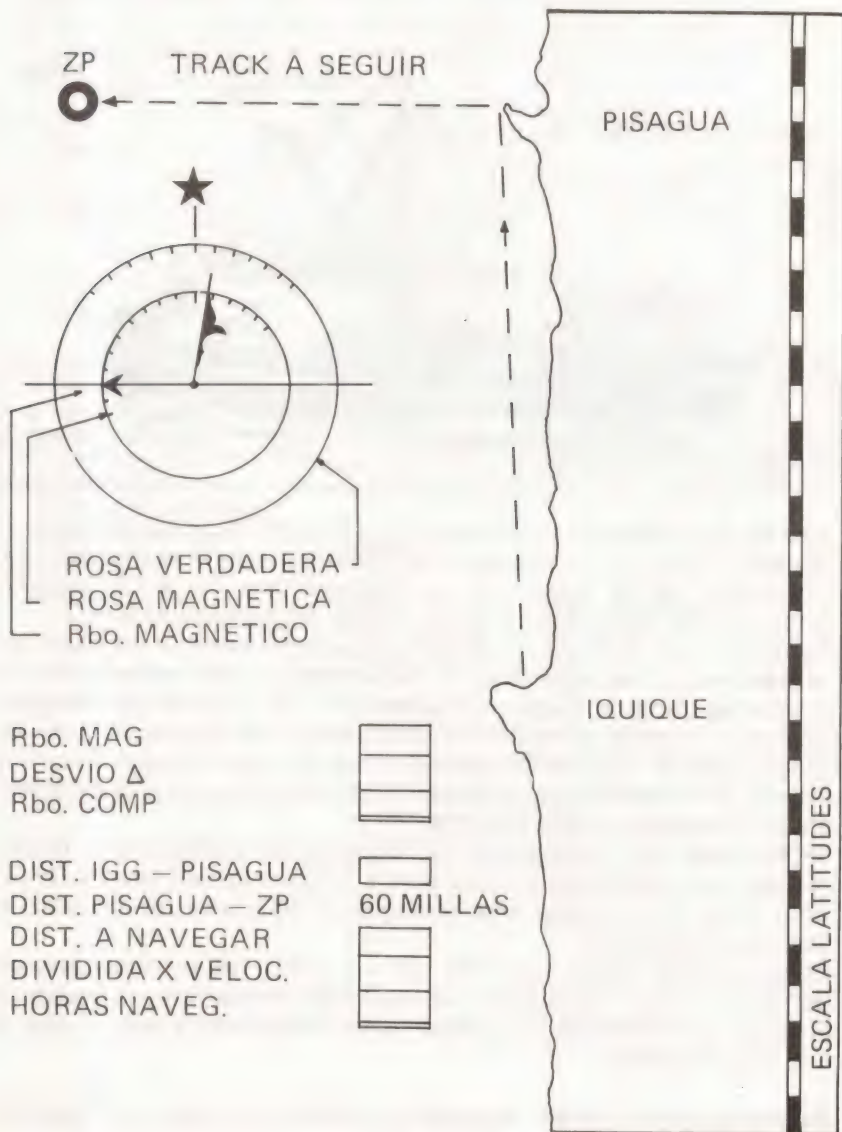 ZP
TRACK A SEGUIR
PISAGUA
ROSA VERDADERA
ROSA MAGNETICA
Rbo. MAGNETICO
IQUIQUE
Rbo. MAG
DESVIO Δ
Rbo. COMP
DIST. IGG – PISAGUA
DIST. PISAGUA – ZP 60 MILLAS
DIST. A NAVEGAR
DIVIDIDA X VELOC.
HORAS NAVEG.
ESCALA LATITUDES